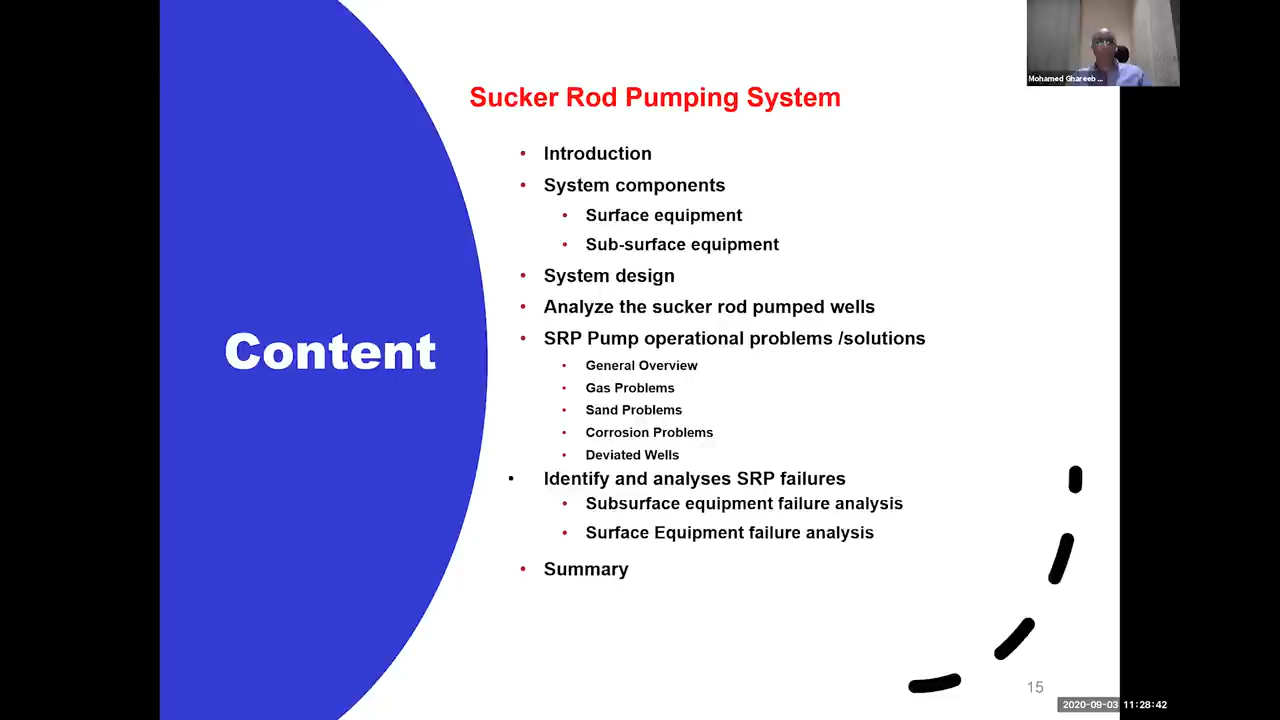 Mohamed Ghareeb ...
Sucker Rod Pumping System
• Introduction
• System components
• Surface equipment
• Sub-surface equipment
• System design
• Analyze the sucker rod pumped wells
Content
• SRP Pump operational problems /solutions
• General Overview
• Gas Problems
• Sand Problems
• Corrosion Problems
• Deviated Wells
• Identify and analyses SRP failures
• Subsurface equipment failure analysis
• Surface Equipment failure analysis
• Summary
15
2020-09-03 11:28:42